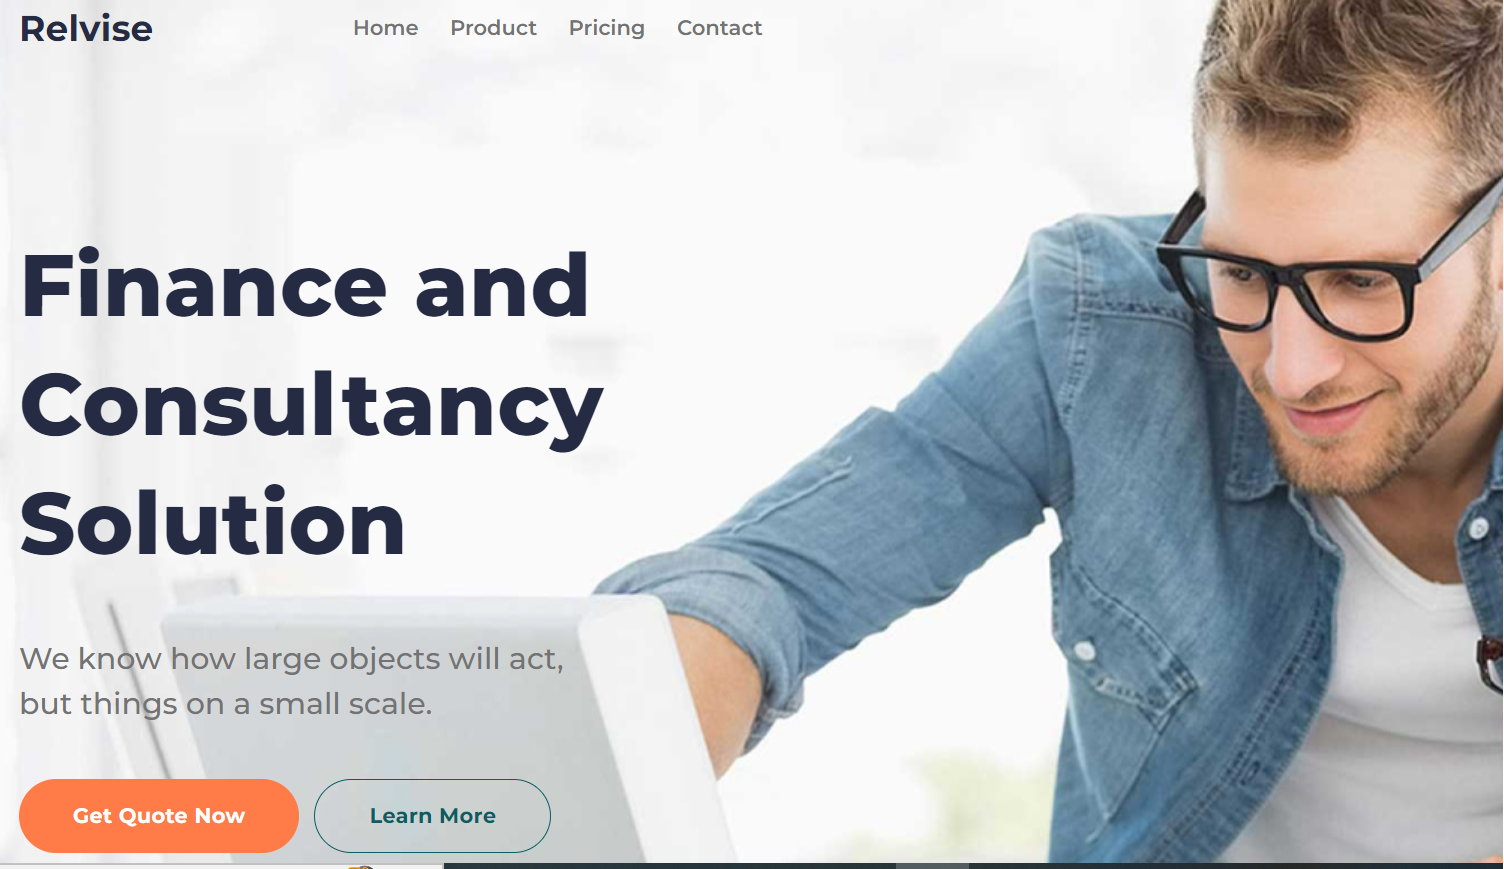 Relvise
Home Product Pricing Contact
Finance and
Consultancy
Solution
We know how large objects will act,
but things on a small scale.
Get Quote Now
Learn More